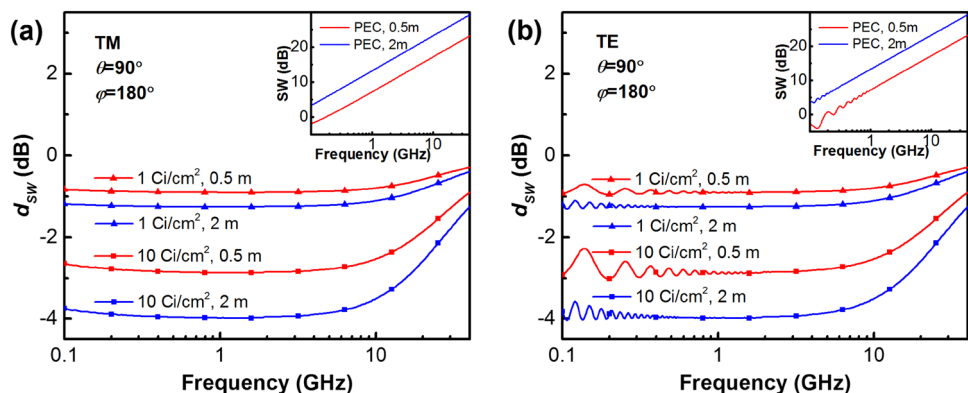 (a)
TM
θ=90°
φ=180°
PEC, 0.5m
PEC, 2m
20
10
0
SW (dB)
1
10
Frequency (GHz)
2
0
-2
-4
d_SW (dB)
1 Ci/cm², 0.5 m
1 Ci/cm², 2 m
10 Ci/cm², 0.5 m
10 Ci/cm², 2 m
0.1
1
10
Frequency (GHz)
(b)
TE
θ=90°
φ=180°
PEC, 2m
PEC, 0.5m
20
10
0
SW (dB)
1
10
Frequency (GHz)
2
0
-2
-4
d_SW (dB)
1 Ci/cm², 0.5 m
1 Ci/cm², 2 m
10 Ci/cm², 0.5 m
10 Ci/cm², 2 m
0.1
1
10
Frequency (GHz)